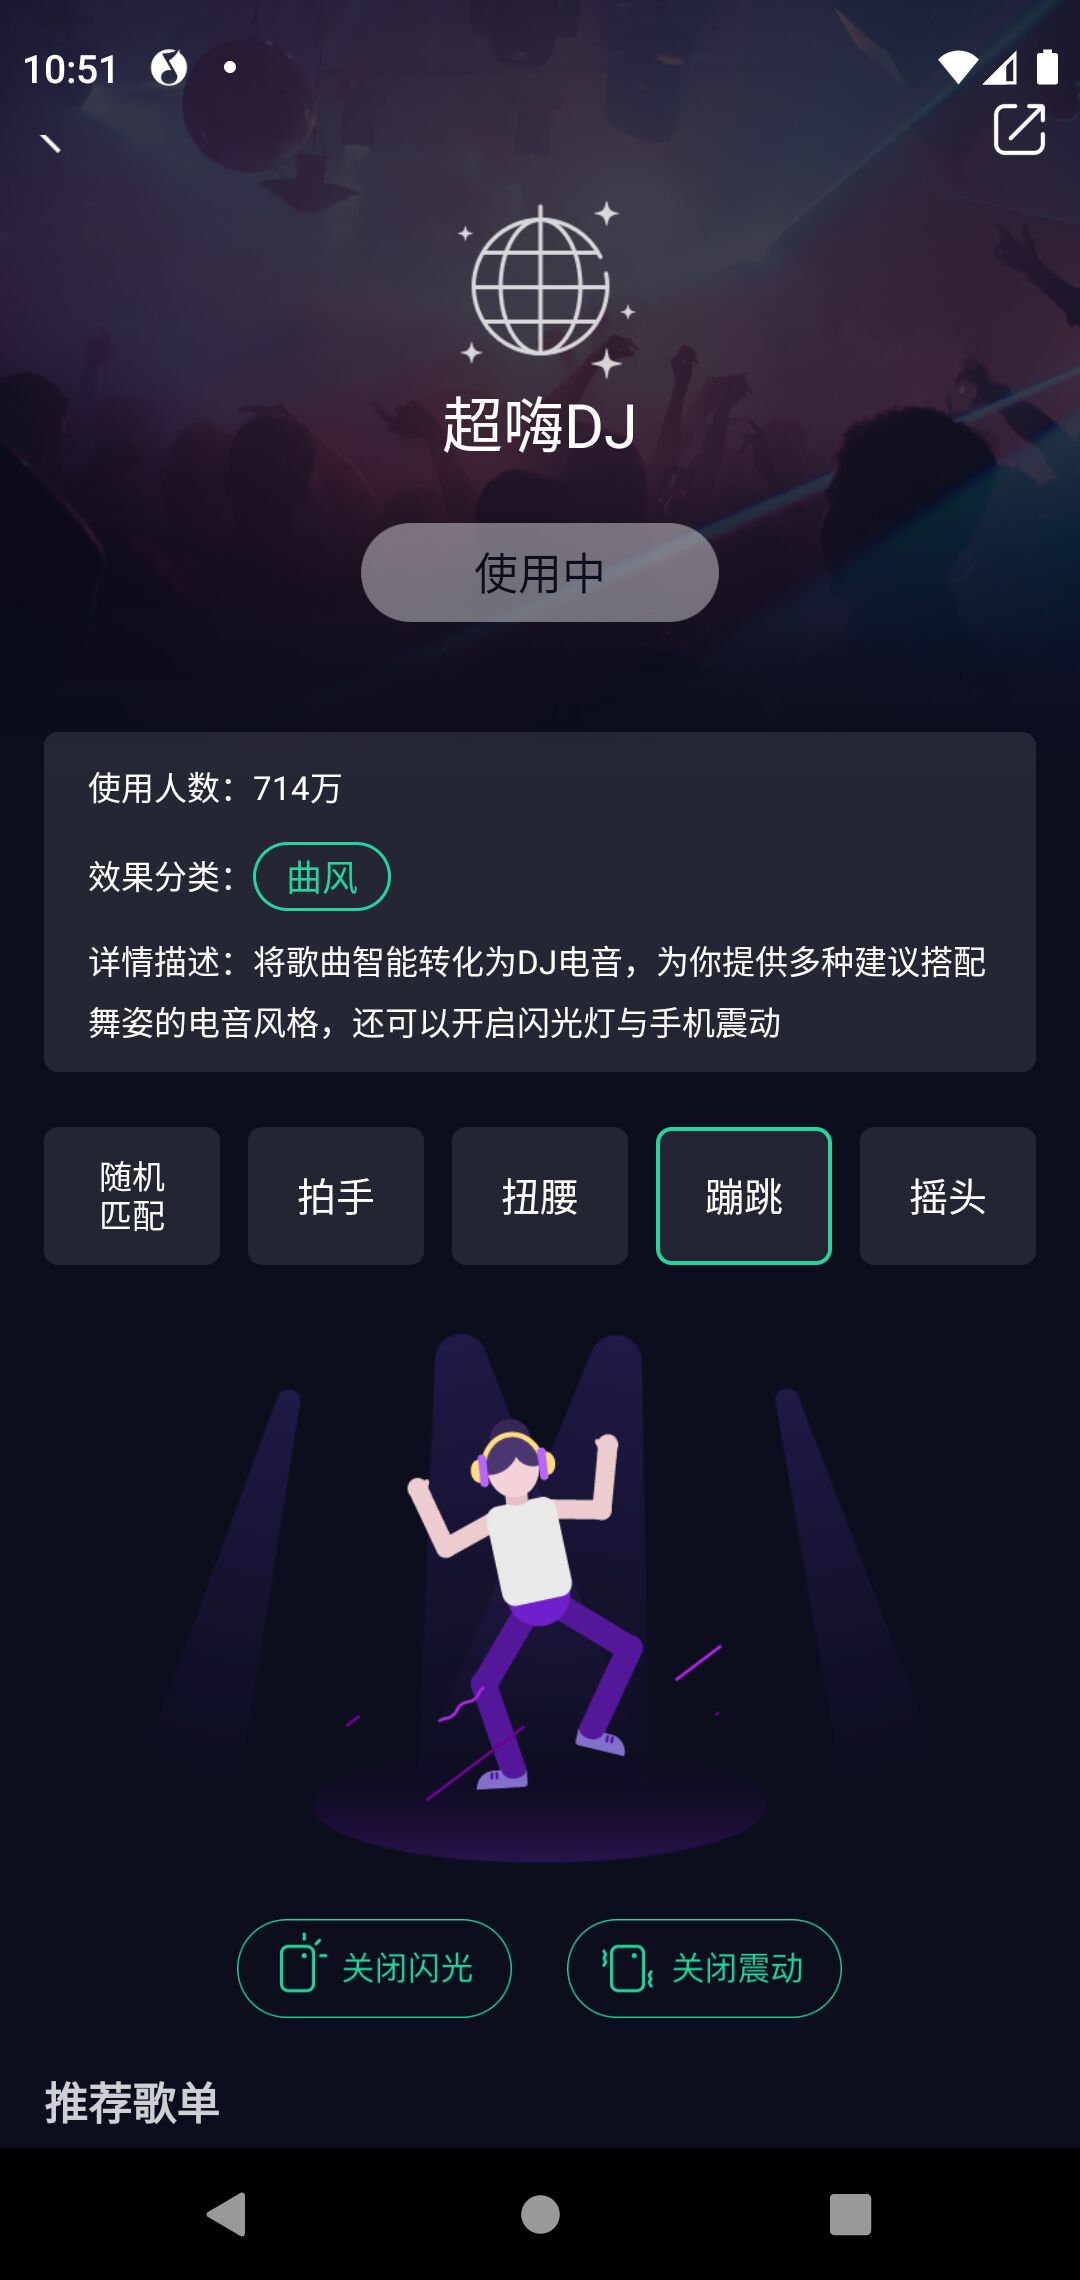 10:51
超嗨DJ
使用中
使用人数：714万
效果分类：曲风
详情描述：将歌曲智能转化为DJ电音，为你提供多种建议搭配
舞姿的电音风格，还可以开启闪光灯与手机震动
随机
匹配
拍手
扭腰
蹦跳
摇头
关闭闪光
关闭震动
推荐歌单